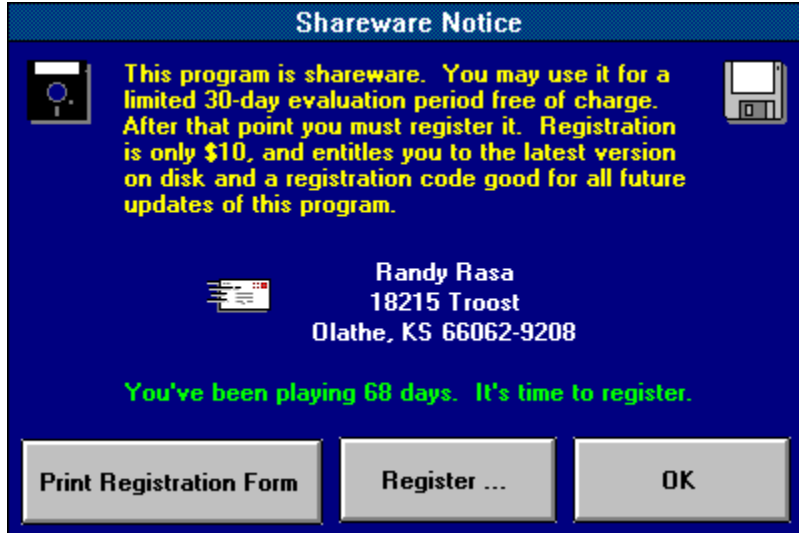 Shareware Notice
This program is shareware.  You may use it for a
limited 30-day evaluation period free of charge.
After that point you must register it.  Registration
is only $10, and entitles you to the latest version
on disk and a registration code good for all future
updates of this program.
Randy Rasa
18215 Troost
Olathe, KS 66062-9208
You've been playing 68 days.  It's time to register.
Print Registration Form
Register ...
OK